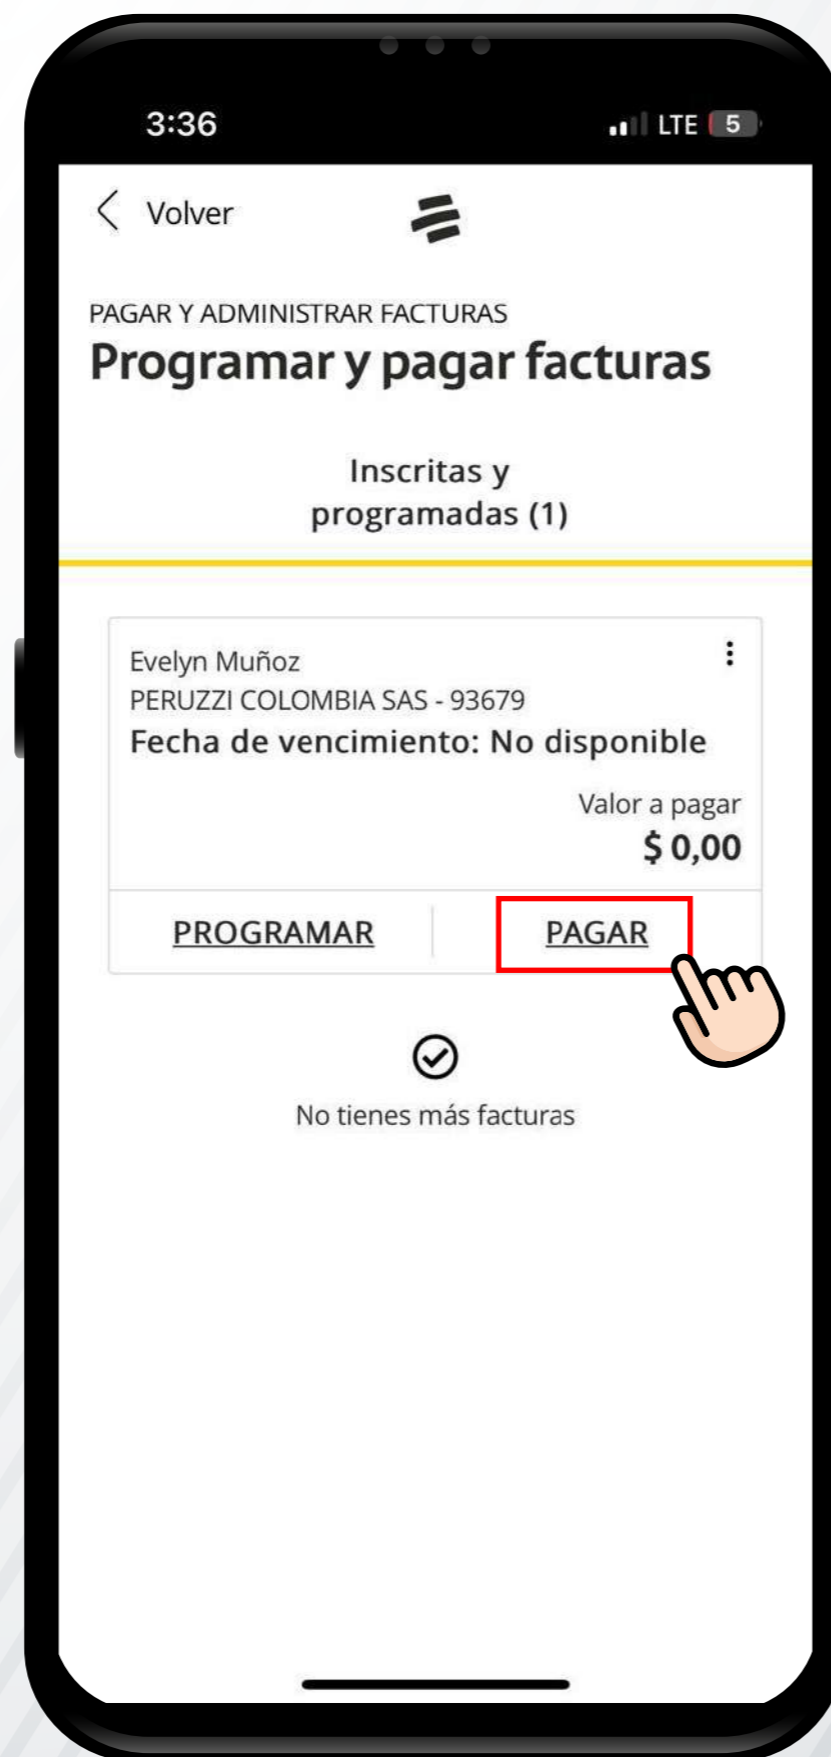 3:36
LTE 5
Volver
PAGAR Y ADMINISTRAR FACTURAS
Programar y pagar facturas
Inscritas y
programadas (1)
Evelyn Muñoz
PERUZZI COLOMBIA SAS - 93679
Fecha de vencimiento: No disponible
Valor a pagar
$ 0,00
PROGRAMAR
PAGAR
No tienes más facturas